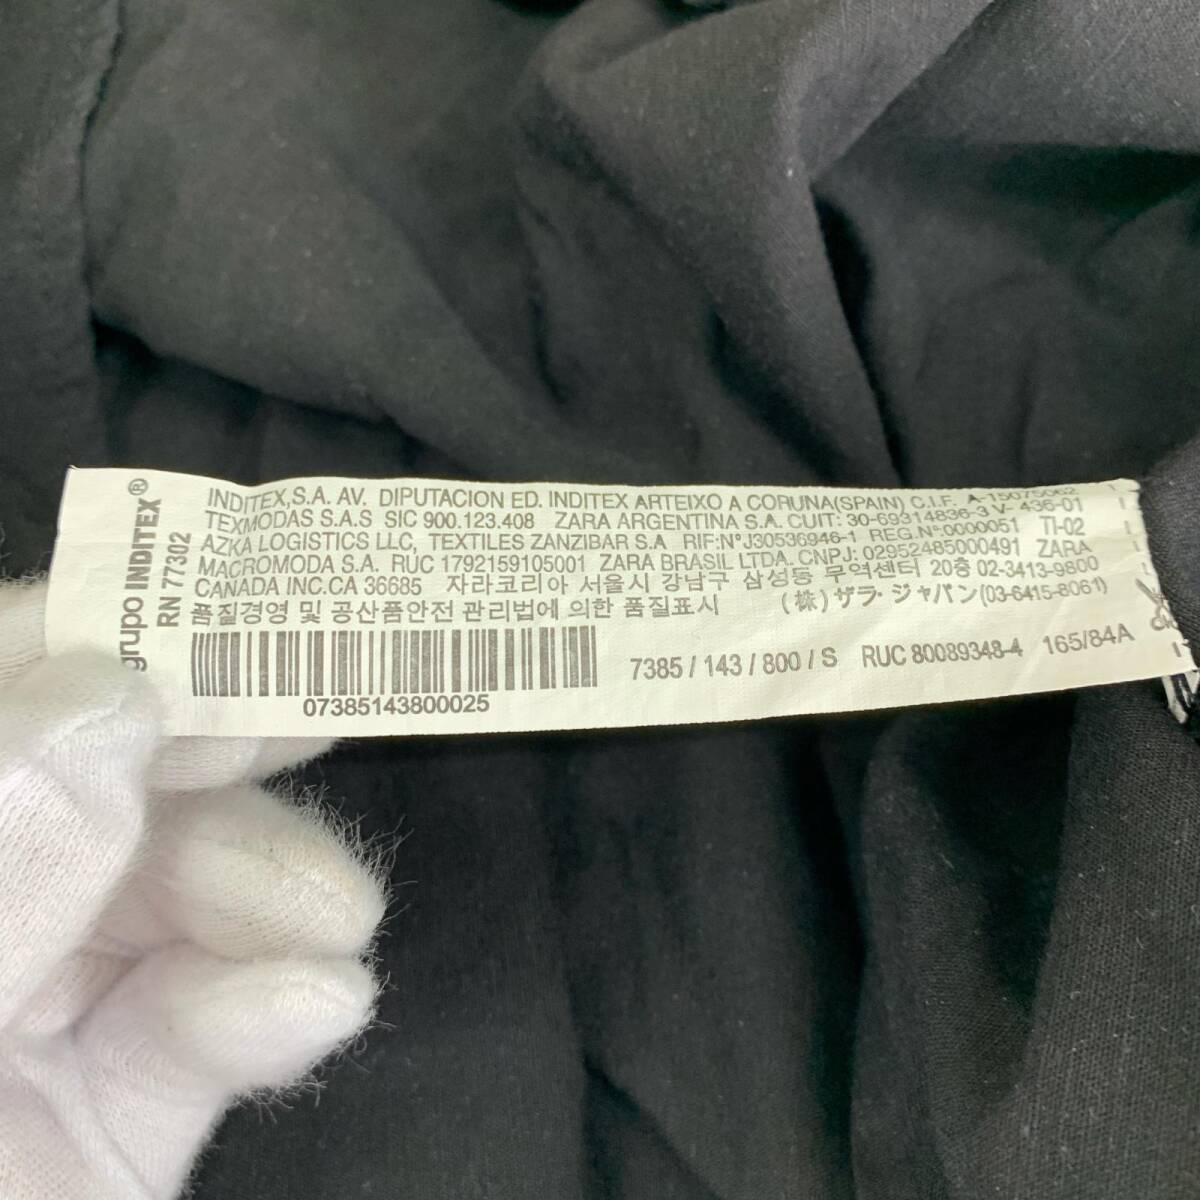 grupo INDITEX®
RN 77302
INDITEX,S.A. AV. DIPUTACION ED. INDITEX ARTEIXO A CORUNA(SPAIN) C.I.F. A-15075062
TEXMODAS S.A.S SIC 900.123.408 ZARA ARGENTINA S.A. CUIT: 30-69314836-3 V- 436-01
AZKA LOGISTICS LLC, TEXTILES ZANZIBAR S.A RIF:N°J30536946-1 REG.N°:0000051 TI-02
MACROMODA S.A. RUC 1792159105001 ZARA BRASIL LTDA. CNPJ: 02952485000491 ZARA
CANADA INC.CA 36685 자라코리아 서울시 강남구 삼성동 무역센터 20층 02-3413-9800
품질경영 및 공산품안전 관리법에 의한 품질표시 (株)ザラ・ジャパン(03-6415-8061)
7385 / 143 / 800 / S RUC 80089348-4 165/84A
07385143800025